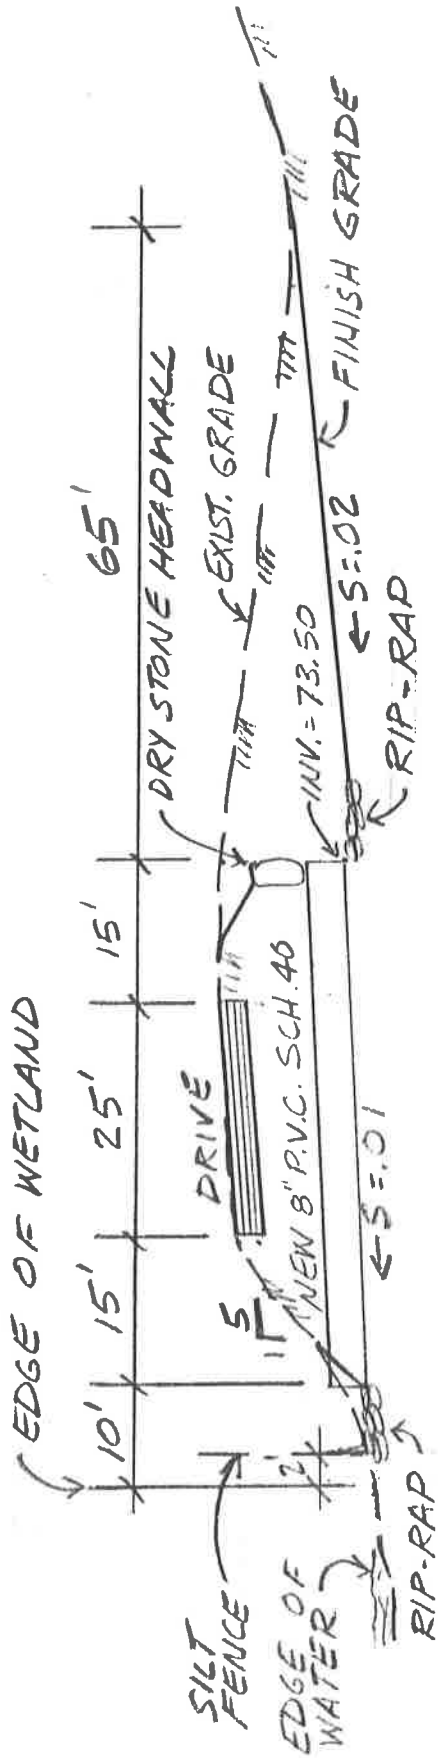 EDGE OF WETLAND
10'
15'
25'
15'
65'
SILT
FENCE
2'
EDGE OF
WATER
RIP-RAP
5
1
DRIVE
NEW 8" P.V.C. SCH. 40
←S=.01
DRY STONE HEADWALL
EXIST. GRADE
INV.=73.50
←S=.02
RIP-RAP
FINISH GRADE